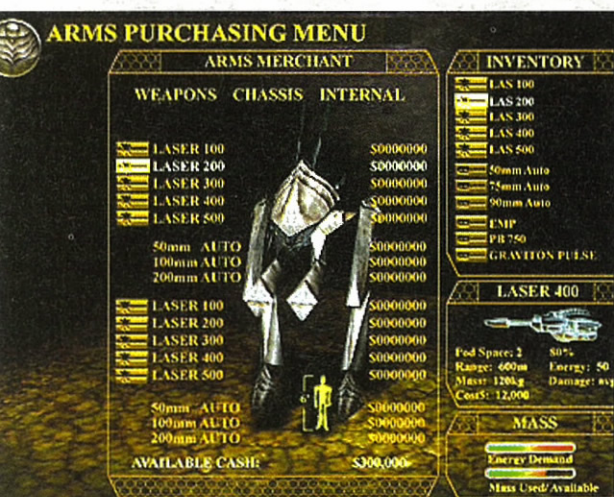 ARMS PURCHASING MENU
ARMS MERCHANT
WEAPONS CHASSIS INTERNAL
LASER 100 $0000000
LASER 200 $0000000
LASER 300 $0000000
LASER 400 $0000000
LASER 500 $0000000
50mm AUTO $0000000
100mm AUTO $0000000
200mm AUTO $0000000
LASER 100 $0000000
LASER 200 $0000000
LASER 300 $0000000
LASER 400 $0000000
LASER 500 $0000000
50mm AUTO $0000000
100mm AUTO $0000000
200mm AUTO $0000000
6'
AVAILABLE CASH: $300,000
INVENTORY
LAS 100
LAS 200
LAS 300
LAS 400
LAS 500
50mm Auto
75mm Auto
90mm Auto
EMP
PB 750
GRAVITON PULSE
LASER 400
Pod Space: 2 80%
Range: 600m Energy: 50
Mass: 120kg Damage: avg
Cost$: 12,000
MASS
Energy Demand
Mass Used/Available